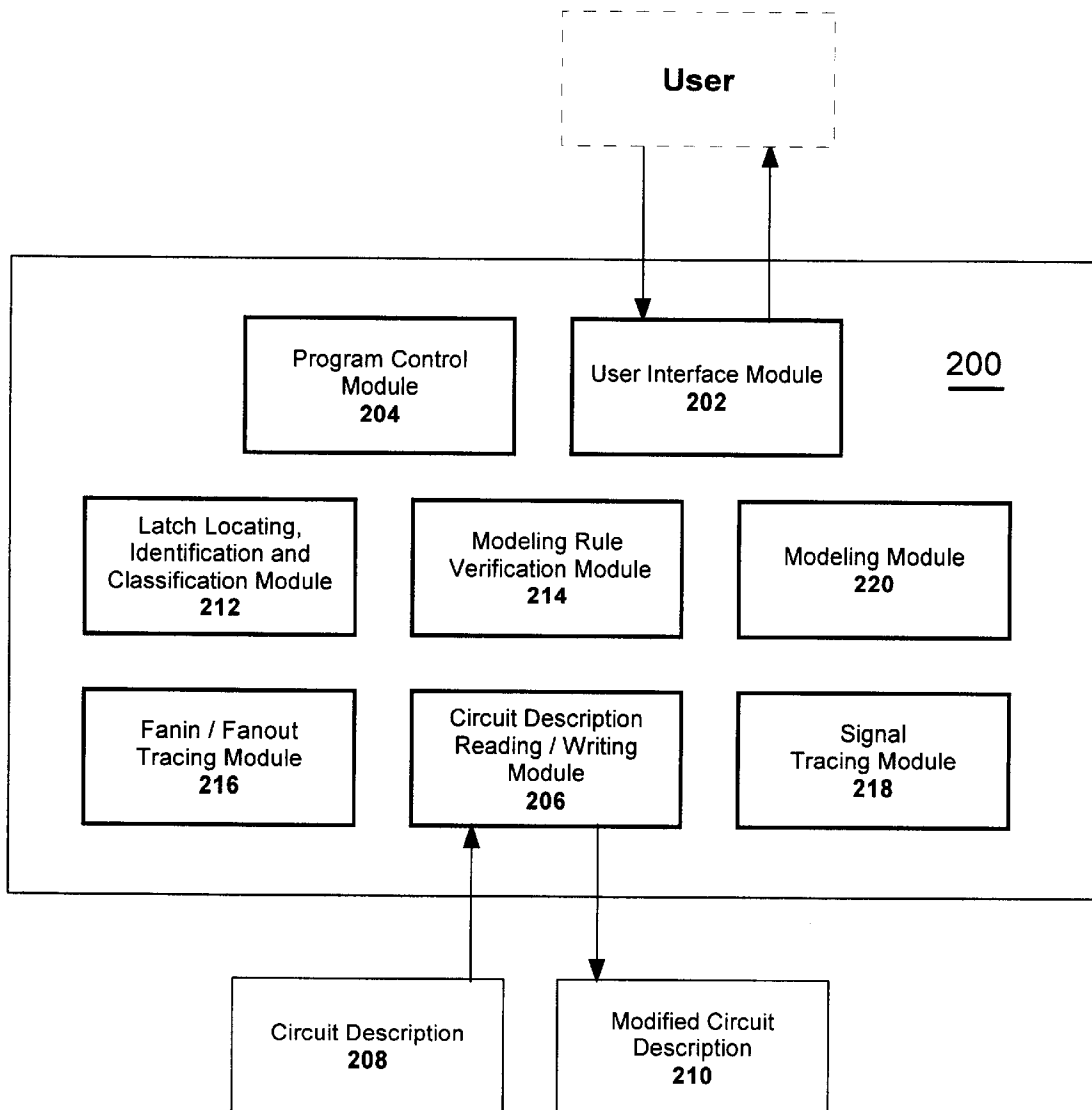 User
Program Control
Module
204
User Interface Module
202
200
Latch Locating,
Identification and
Classification Module
212
Modeling Rule
Verification Module
214
Modeling Module
220
Fanin / Fanout
Tracing Module
216
Circuit Description
Reading / Writing
Module
206
Signal
Tracing Module
218
Circuit Description
208
Modified Circuit
Description
210